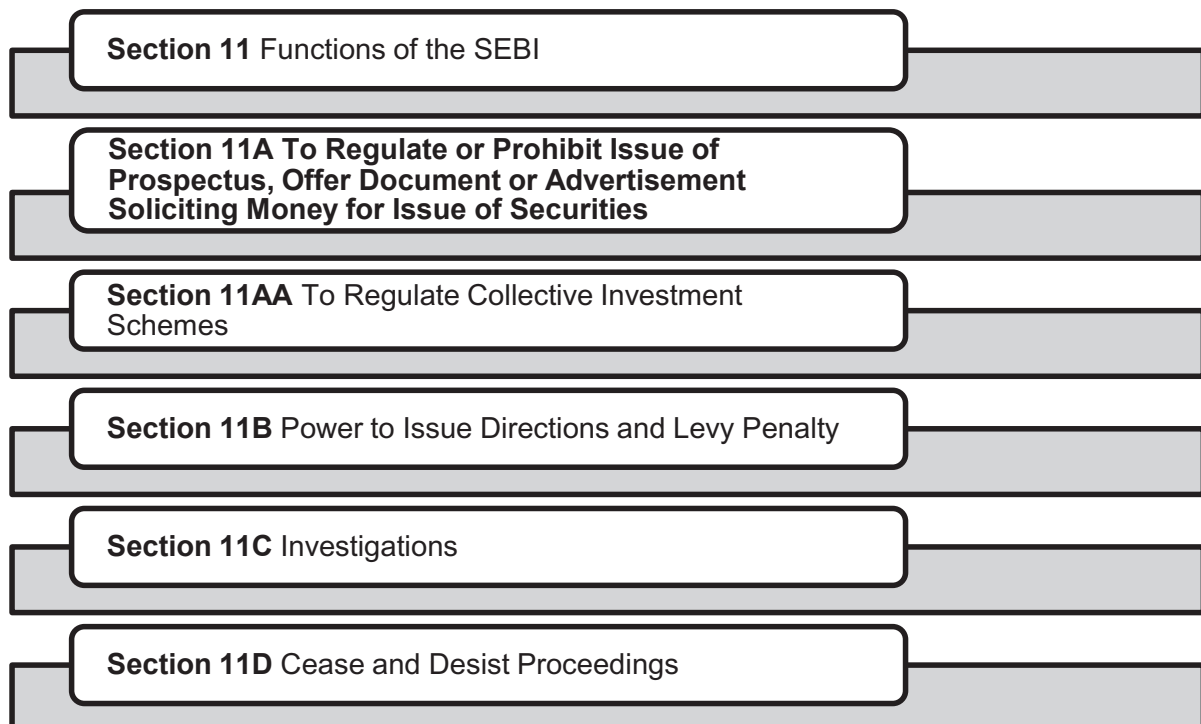 Section 11 Functions of the SEBI
Section 11A To Regulate or Prohibit Issue of
Prospectus, Offer Document or Advertisement
Soliciting Money for Issue of Securities
Section 11AA To Regulate Collective Investment
Schemes
Section 11B Power to Issue Directions and Levy Penalty
Section 11C Investigations
Section 11D Cease and Desist Proceedings